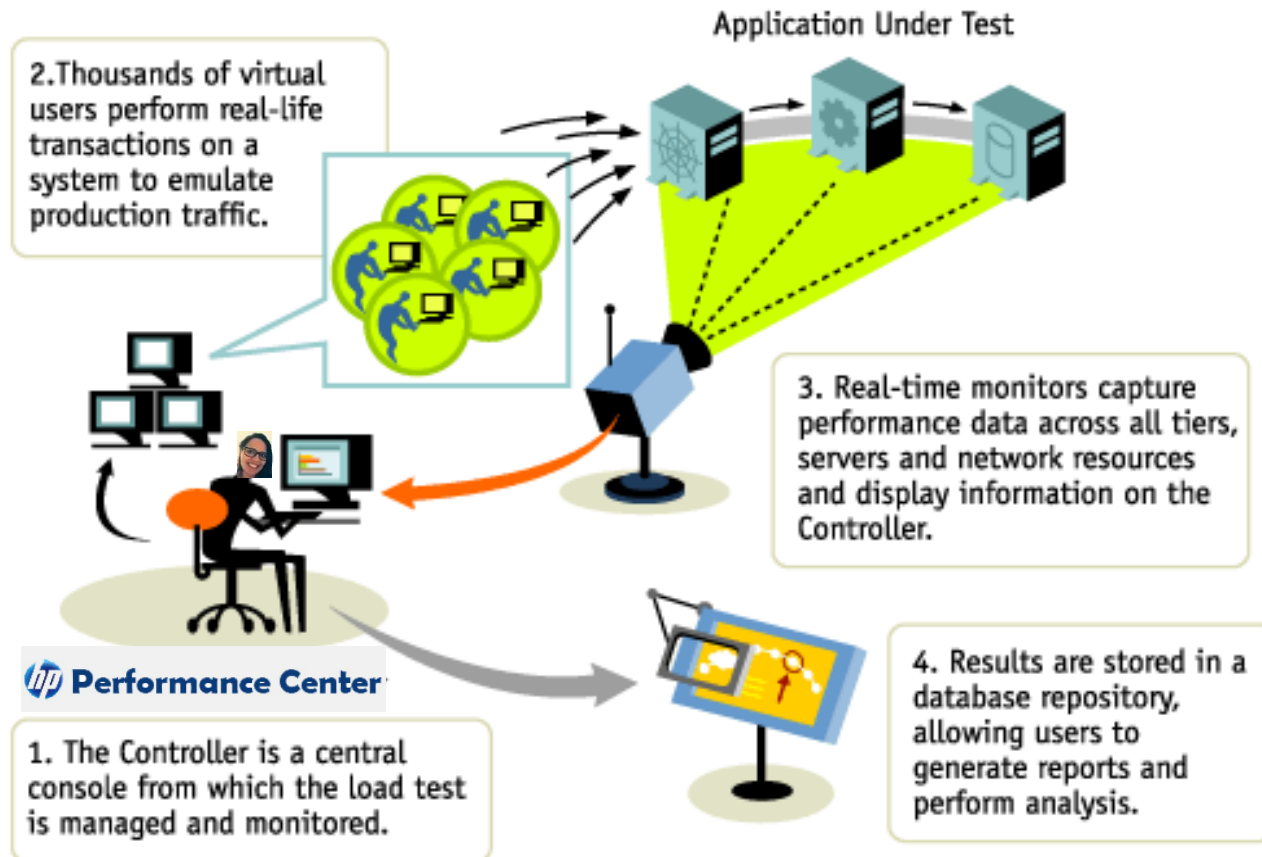 Application Under Test
2.Thousands of virtual
users perform real-life
transactions on a
system to emulate
production traffic.
3. Real-time monitors capture
performance data across all tiers,
servers and network resources
and display information on the
Controller.
hp Performance Center
1. The Controller is a central
console from which the load test
is managed and monitored.
4. Results are stored in a
database repository,
allowing users to
generate reports and
perform analysis.